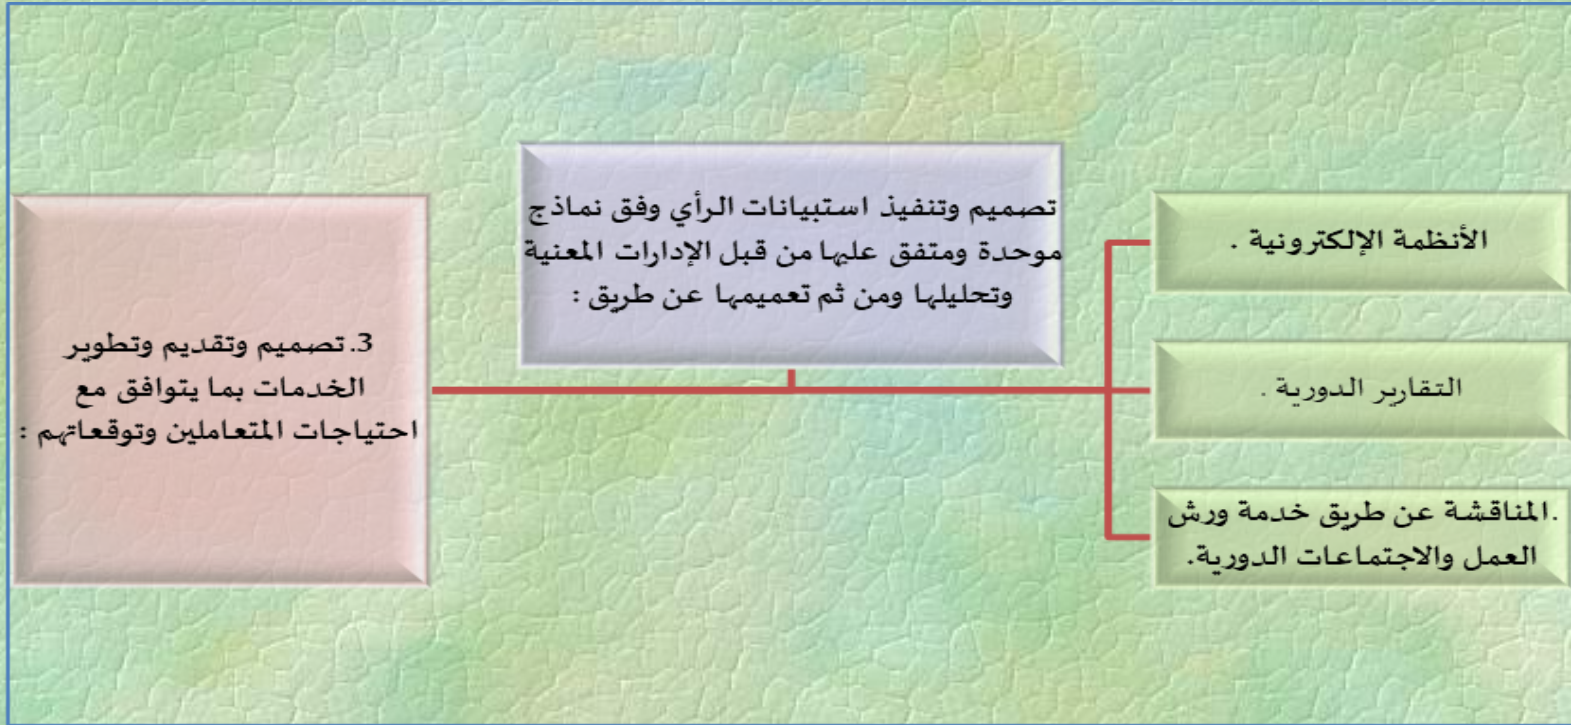 3. تصميم وتقديم وتطوير
الخدمات بما يتوافق مع
احتياجات المتعاملين وتوقعاتهم :
تصميم وتنفيذ استبيانات الرأي وفق نماذج
موحدة ومتفق عليها من قبل الإدارات المعنية
وتحليلها ومن ثم تعميمها عن طريق :
الأنظمة الإلكترونية .
التقارير الدورية .
.المناقشة عن طريق خدمة ورش
العمل والاجتماعات الدورية.